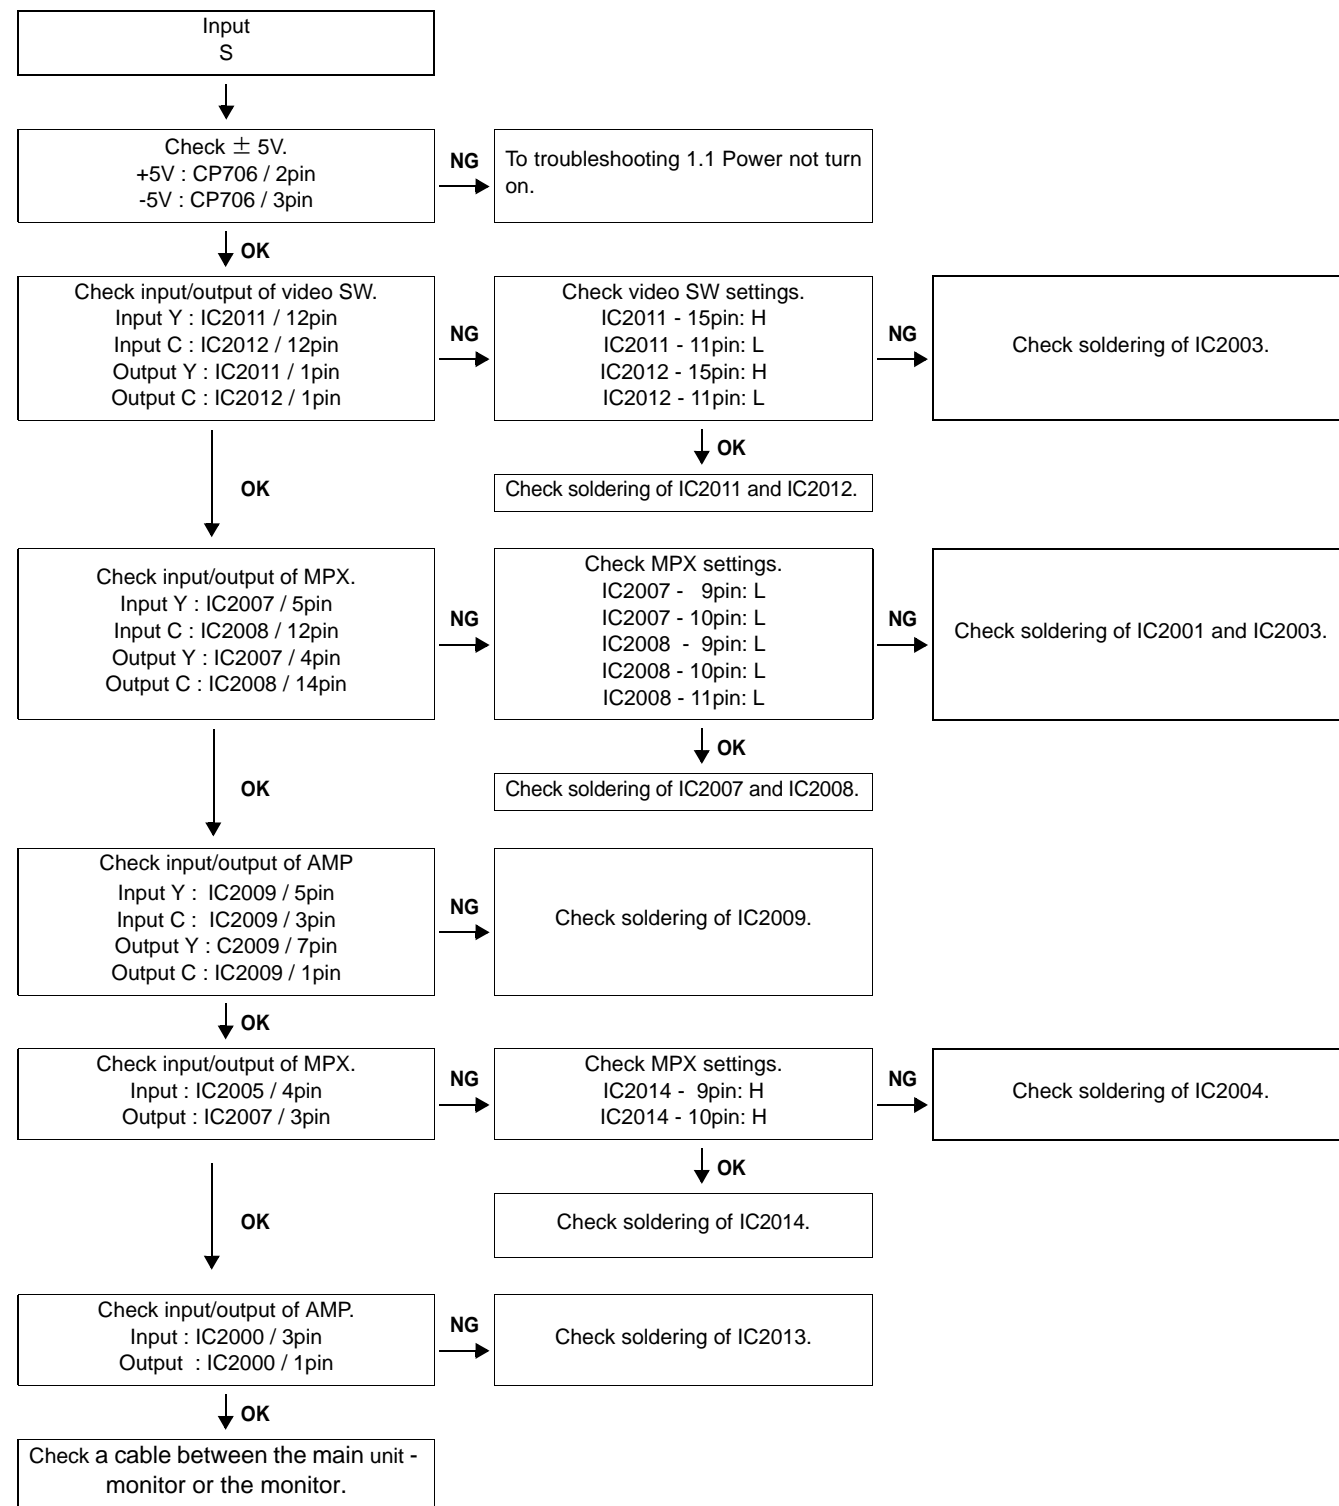 Input
S
Check ± 5V.
+5V : CP706 / 2pin
-5V : CP706 / 3pin
NG
To troubleshooting 1.1 Power not turn
on.
OK
Check input/output of video SW.
Input Y : IC2011 / 12pin
Input C : IC2012 / 12pin
Output Y : IC2011 / 1pin
Output C : IC2012 / 1pin
NG
Check video SW settings.
IC2011 - 15pin: H
IC2011 - 11pin: L
IC2012 - 15pin: H
IC2012 - 11pin: L
NG
Check soldering of IC2003.
OK
Check soldering of IC2011 and IC2012.
OK
Check input/output of MPX.
Input Y : IC2007 / 5pin
Input C : IC2008 / 12pin
Output Y : IC2007 / 4pin
Output C : IC2008 / 14pin
NG
Check MPX settings.
IC2007 - 9pin: L
IC2007 - 10pin: L
IC2008 - 9pin: L
IC2008 - 10pin: L
IC2008 - 11pin: L
NG
Check soldering of IC2001 and IC2003.
OK
Check soldering of IC2007 and IC2008.
OK
Check input/output of AMP
Input Y : IC2009 / 5pin
Input C : IC2009 / 3pin
Output Y : C2009 / 7pin
Output C : IC2009 / 1pin
NG
Check soldering of IC2009.
OK
Check input/output of MPX.
Input : IC2005 / 4pin
Output : IC2007 / 3pin
NG
Check MPX settings.
IC2014 - 9pin: H
IC2014 - 10pin: H
NG
Check soldering of IC2004.
OK
Check soldering of IC2014.
OK
Check input/output of AMP.
Input : IC2000 / 3pin
Output : IC2000 / 1pin
NG
Check soldering of IC2013.
OK
Check a cable between the main unit -
monitor or the monitor.